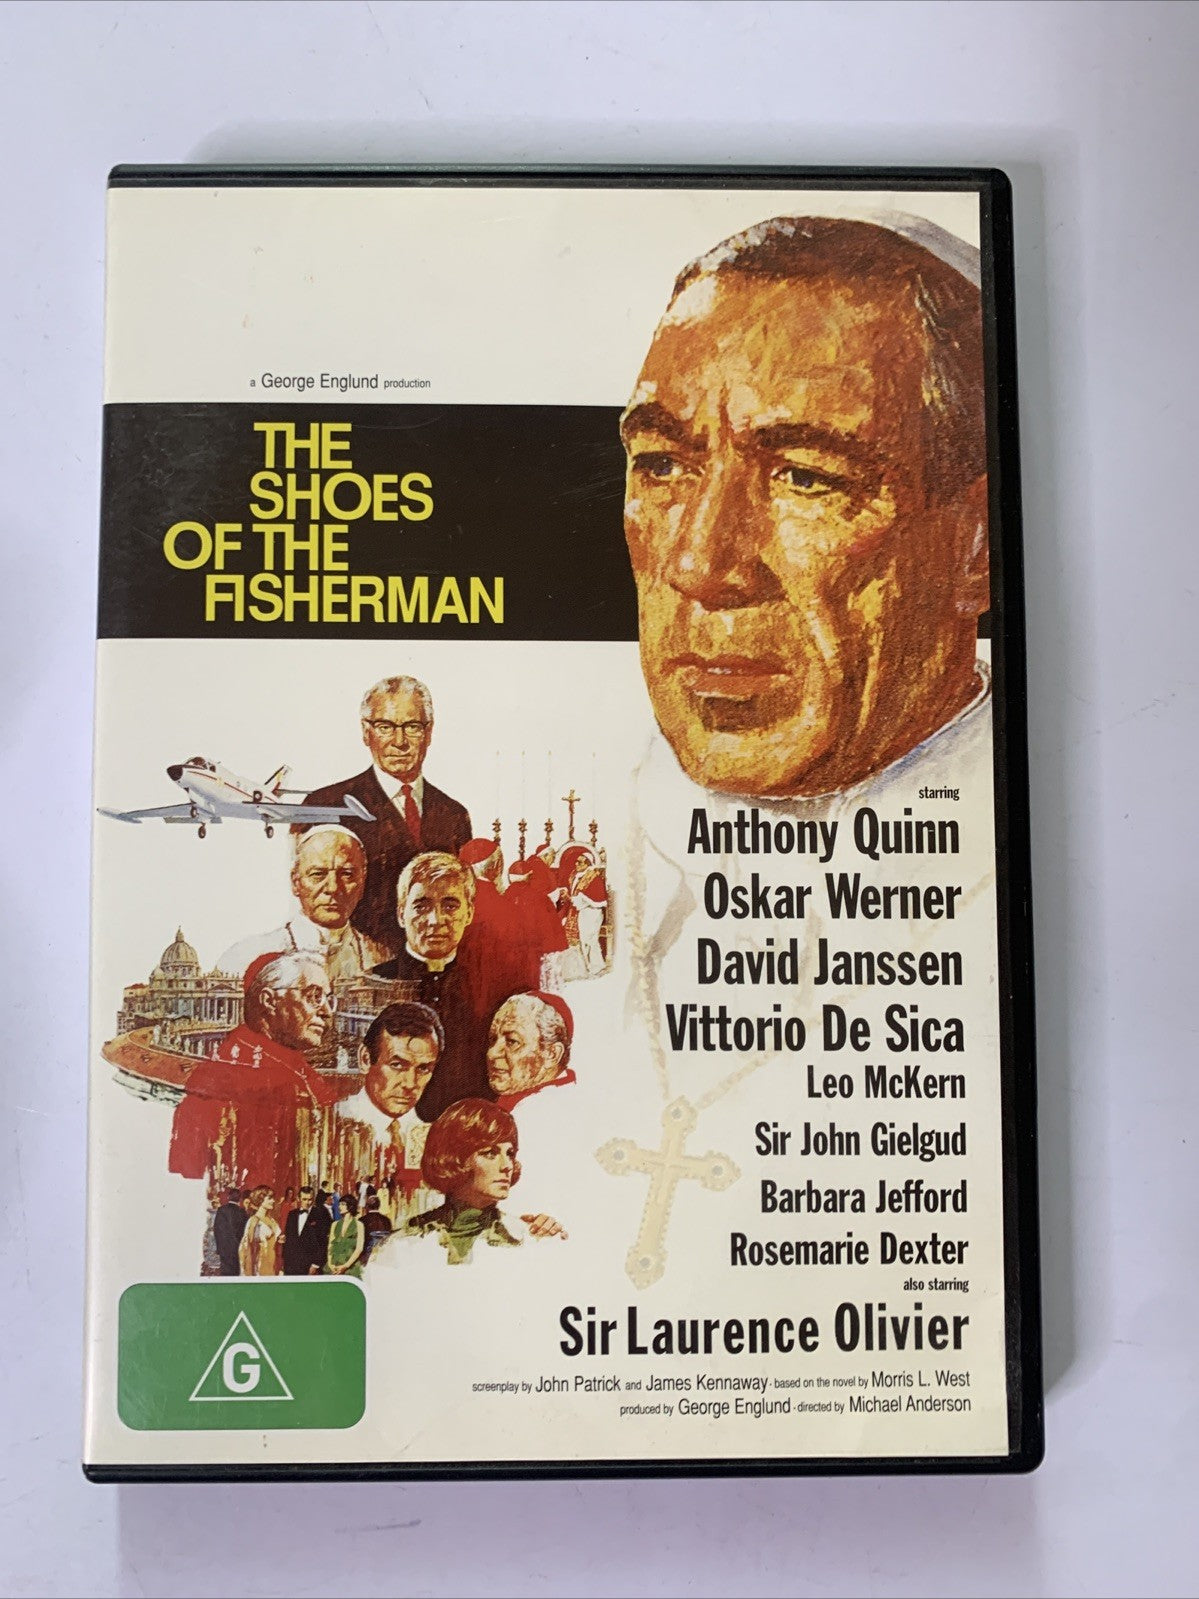 a George Englund production
THE
SHOES
OF THE
FISHERMAN
starring
Anthony Quinn
Oskar Werner
David Janssen
Vittorio De Sica
Leo McKern
Sir John Gielgud
Barbara Jefford
Rosemarie Dexter
also starring
Sir Laurence Olivier
screenplay by John Patrick and James Kennaway · based on the novel by Morris L. West
produced by George Englund · directed by Michael Anderson
G